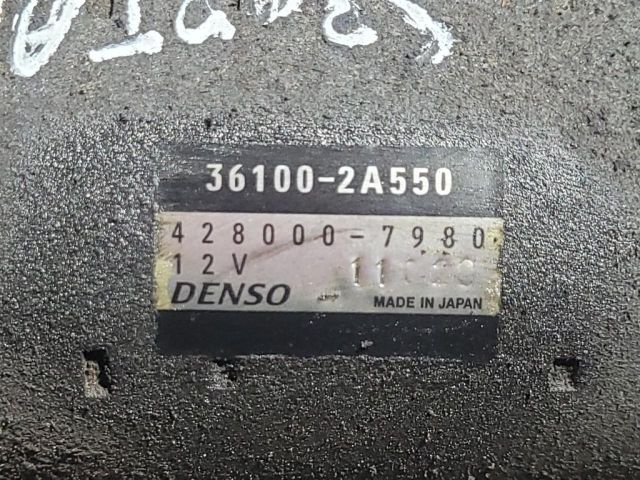 36100-2A550
428000-7980
12V
DENSO MADE IN JAPAN